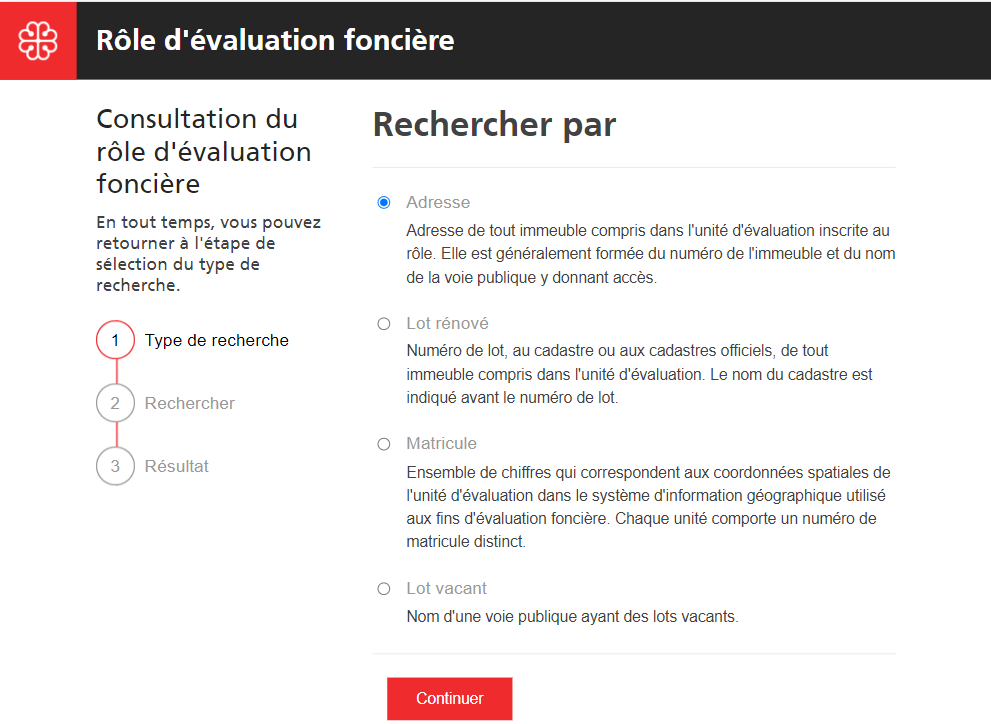 Rôle d'évaluation foncière
Consultation du
rôle d'évaluation
foncière
En tout temps, vous pouvez
retourner à l'étape de
sélection du type de
recherche.
1 Type de recherche
2 Rechercher
3 Résultat
Rechercher par
Adresse
Adresse de tout immeuble compris dans l'unité d'évaluation inscrite au
rôle. Elle est généralement formée du numéro de l'immeuble et du nom
de la voie publique y donnant accès.
Lot rénové
Numéro de lot, au cadastre ou aux cadastres officiels, de tout
immeuble compris dans l'unité d'évaluation. Le nom du cadastre est
indiqué avant le numéro de lot.
Matricule
Ensemble de chiffres qui correspondent aux coordonnées spatiales de
l'unité d'évaluation dans le système d'information géographique utilisé
aux fins d'évaluation foncière. Chaque unité comporte un numéro de
matricule distinct.
Lot vacant
Nom d'une voie publique ayant des lots vacants.
Continuer